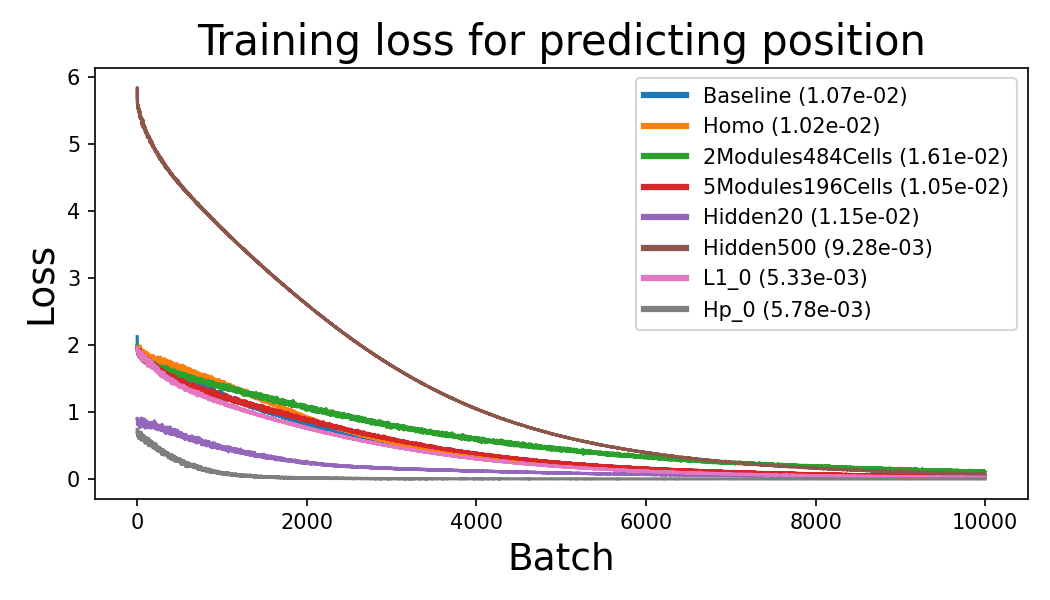 Training loss for predicting position
6
5
4
3
2
1
0
Loss
Baseline (1.07e-02)
Homo (1.02e-02)
2Modules484Cells (1.61e-02)
5Modules196Cells (1.05e-02)
Hidden20 (1.15e-02)
Hidden500 (9.28e-03)
L1_0 (5.33e-03)
Hp_0 (5.78e-03)
0 2000 4000 6000 8000 10000
Batch